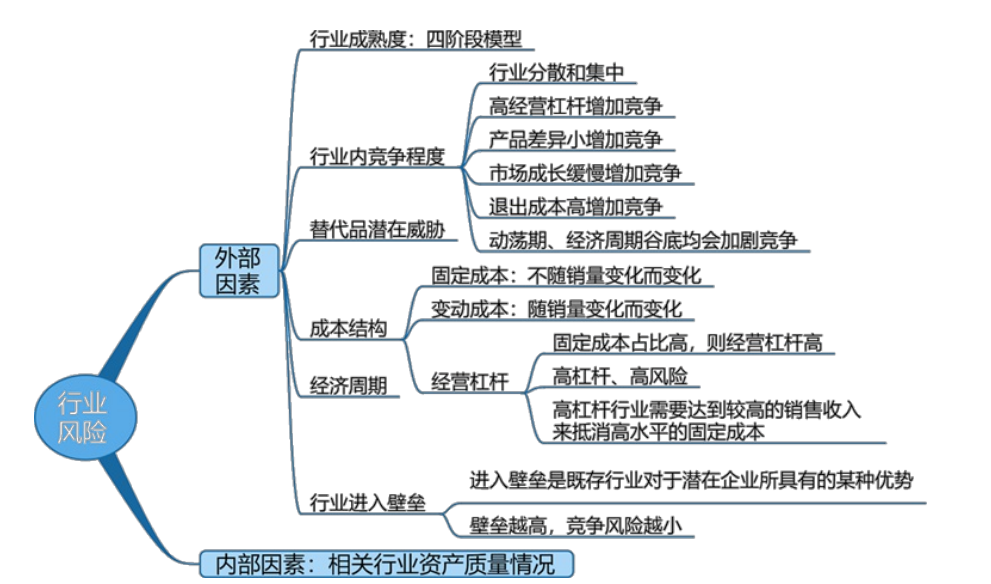 行业成熟度：四阶段模型
行业分散和集中
高经营杠杆增加竞争
产品差异小增加竞争
行业内竞争程度
市场成长缓慢增加竞争
退出成本高增加竞争
替代品潜在威胁
动荡期、经济周期谷底均会加剧竞争
外部
因素
固定成本：不随销量变化而变化
变动成本：随销量变化而变化
成本结构
固定成本占比高，则经营杠杆高
经营杠杆
高杠杆、高风险
高杠杆行业需要达到较高的销售收入
来抵消高水平的固定成本
经济周期
行业
风险
进入壁垒是既存行业对于潜在企业所具有的某种优势
行业进入壁垒
壁垒越高，竞争风险越小
内部因素：相关行业资产质量情况